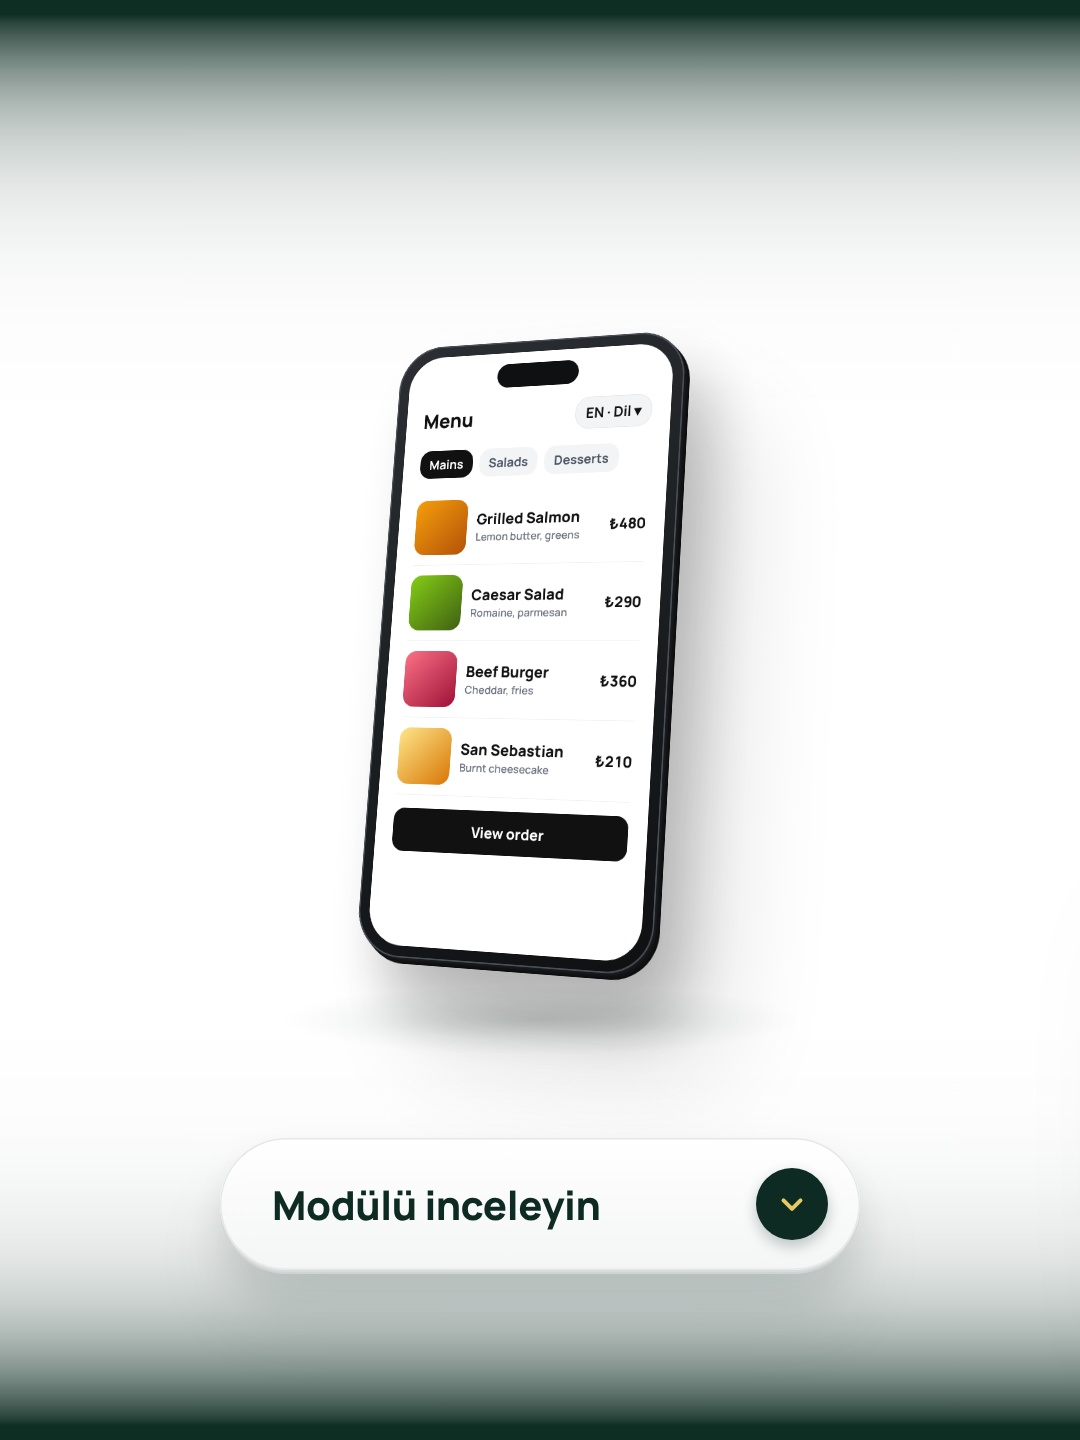 Menu
EN · Dil ▾
Mains
Salads
Desserts
Grilled Salmon
Lemon butter, greens
₺480
Caesar Salad
Romaine, parmesan
₺290
Beef Burger
Cheddar, fries
₺360
San Sebastian
Burnt cheesecake
₺210
View order
Modülü inceleyin